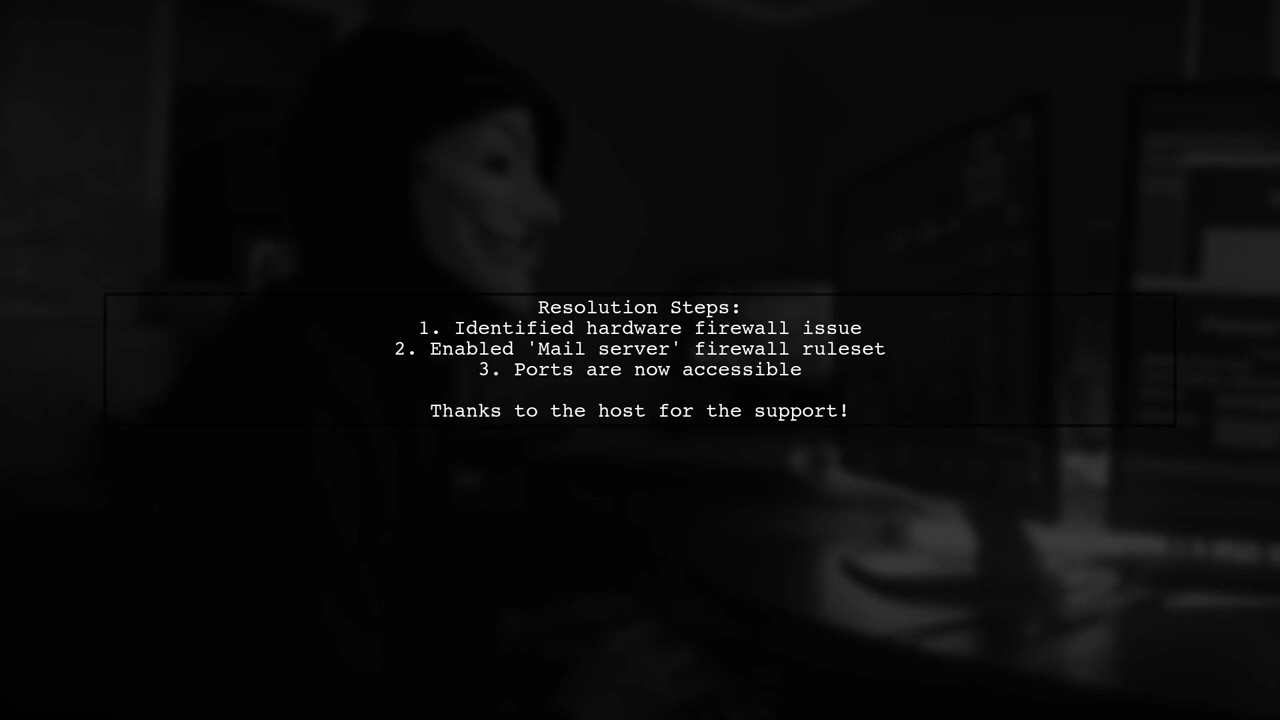 Resolution Steps:
1. Identified hardware firewall issue
2. Enabled 'Mail server' firewall ruleset
3. Ports are now accessible
Thanks to the host for the support!